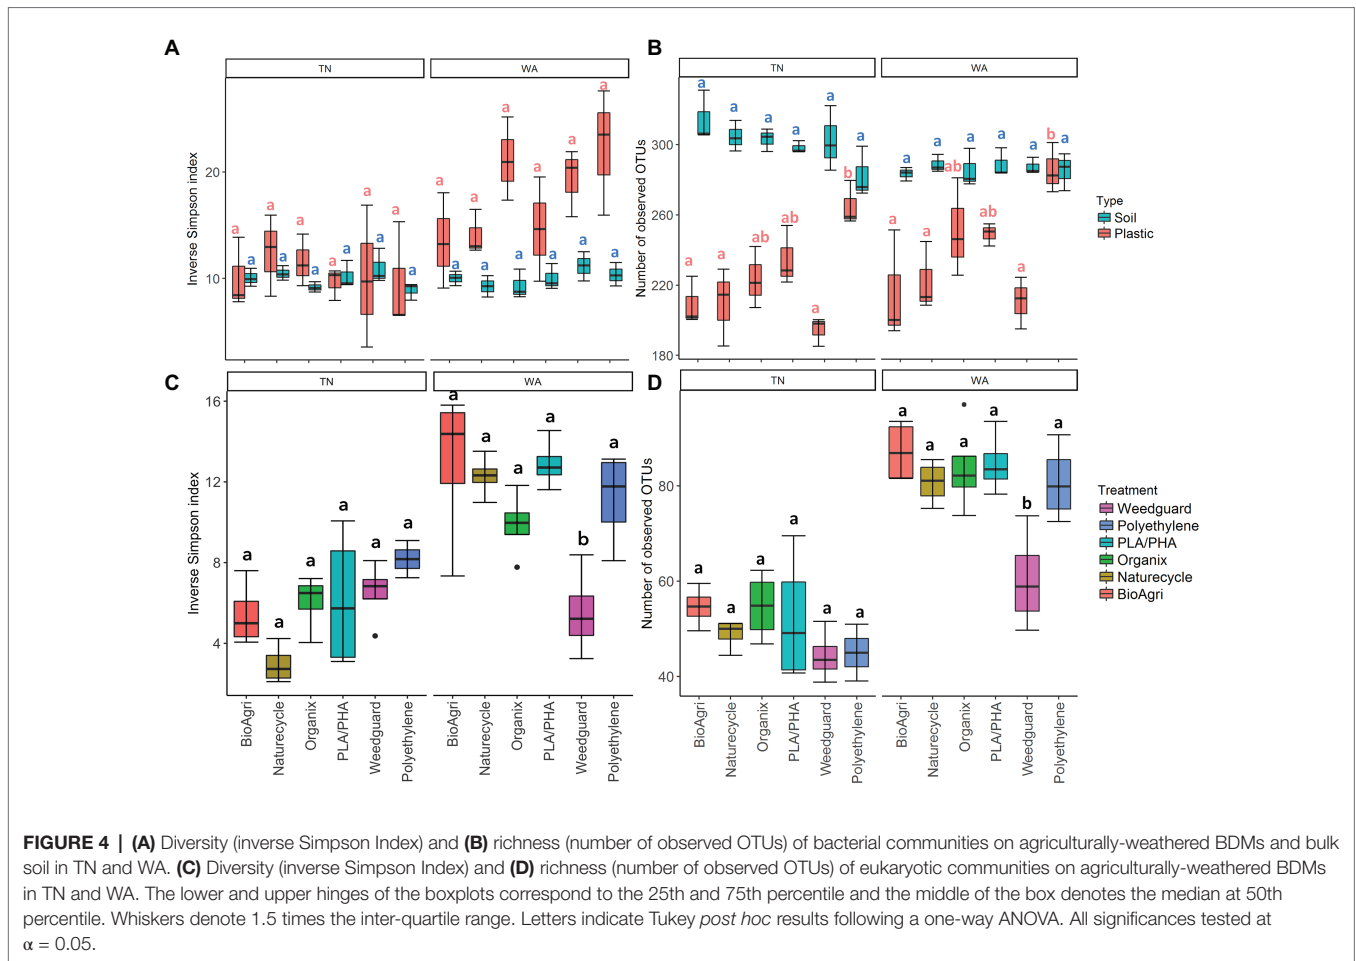 A
TN
WA
Inverse Simpson index
20
10
a a a a a a a a a a a a
a a a a a a a a a a a a
B
TN
WA
Number of observed OTUs
300
260
220
180
a a a a a a
a a ab ab a b
a a a a a a
a a ab ab a b
Type
Soil
Plastic
C
TN
WA
Inverse Simpson index
16
12
8
4
a a a a a a
a a a a b a
BioAgri
Naturecycle
Organix
PLA/PHA
Weedguard
Polyethylene
BioAgri
Naturecycle
Organix
PLA/PHA
Weedguard
Polyethylene
D
TN
WA
Number of observed OTUs
80
60
40
a a a a a a
a a a a b a
BioAgri
Naturecycle
Organix
PLA/PHA
Weedguard
Polyethylene
BioAgri
Naturecycle
Organix
PLA/PHA
Weedguard
Polyethylene
Treatment
Weedguard
Polyethylene
PLA/PHA
Organix
Naturecycle
BioAgri
FIGURE 4 | (A) Diversity (inverse Simpson Index) and (B) richness (number of observed OTUs) of bacterial communities on agriculturally-weathered BDMs and bulk
soil in TN and WA. (C) Diversity (inverse Simpson Index) and (D) richness (number of observed OTUs) of eukaryotic communities on agriculturally-weathered BDMs
in TN and WA. The lower and upper hinges of the boxplots correspond to the 25th and 75th percentile and the middle of the box denotes the median at 50th
percentile. Whiskers denote 1.5 times the inter-quartile range. Letters indicate Tukey post hoc results following a one-way ANOVA. All significances tested at
α = 0.05.